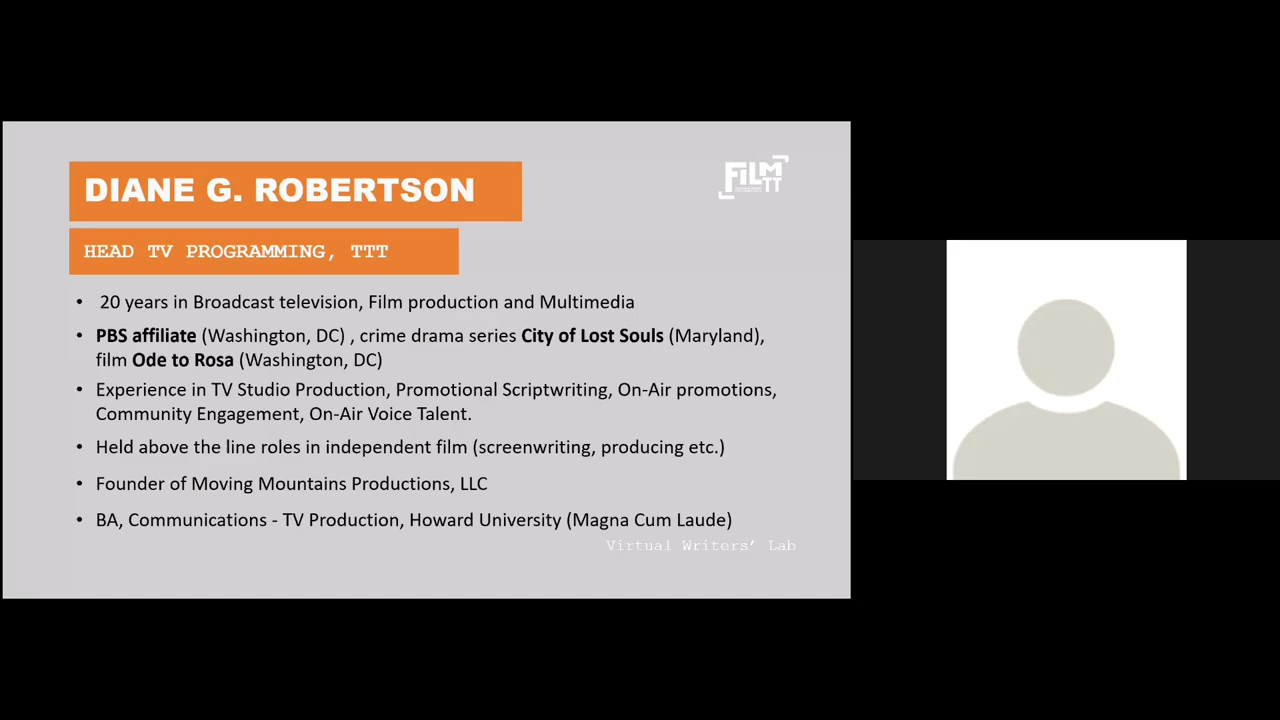 DIANE G. ROBERTSON
FiLM
TT
HEAD TV PROGRAMMING, TTT
• 20 years in Broadcast television, Film production and Multimedia
• PBS affiliate (Washington, DC) , crime drama series City of Lost Souls (Maryland),
film Ode to Rosa (Washington, DC)
• Experience in TV Studio Production, Promotional Scriptwriting, On-Air promotions,
Community Engagement, On-Air Voice Talent.
• Held above the line roles in independent film (screenwriting, producing etc.)
• Founder of Moving Mountains Productions, LLC
• BA, Communications - TV Production, Howard University (Magna Cum Laude)
Virtual Writers’ Lab